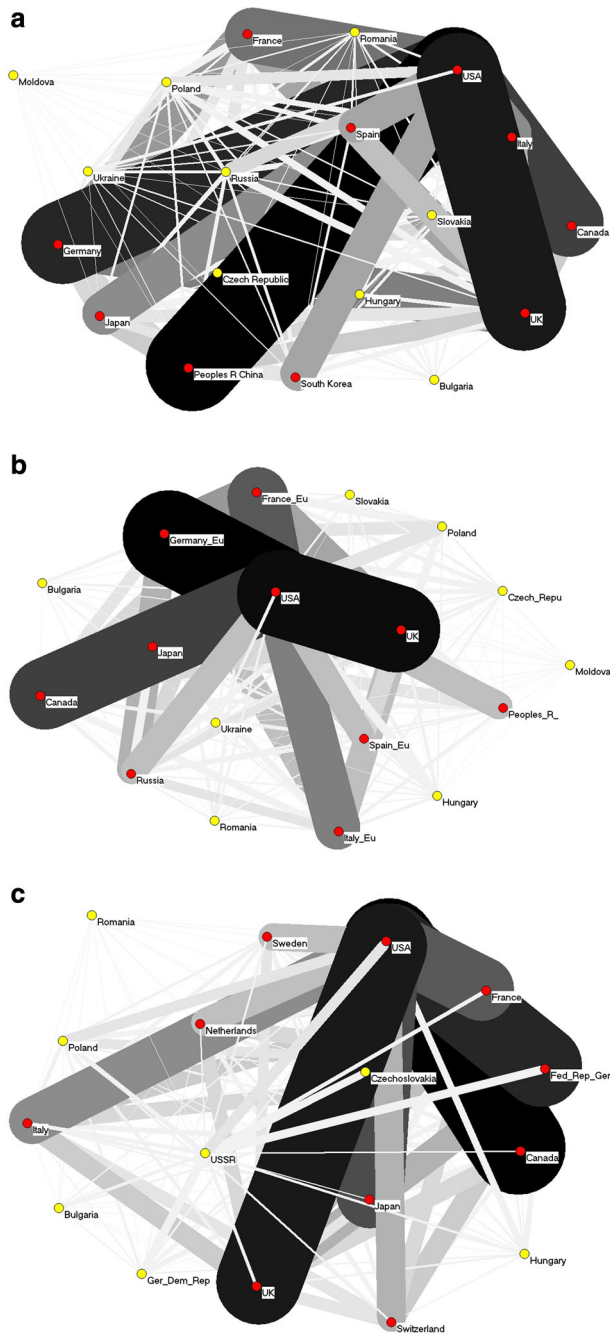 a
Romania
France
USA
Moldova
Poland
Spain
Italy
Ukraine
Russia
Slovakia
Canada
Germany
Czech Republic
Hungary
Japan
UK
Peoples R China
South Korea
Bulgaria
b
France_Eu
Slovakia
Poland
Germany_Eu
Bulgaria
USA
Czech_Repu
UK
Japan
Moldova
Canada
Peoples_R_
Ukraine
Spain_Eu
Russia
Hungary
Romania
Italy_Eu
c
Romania
Sweden
USA
France
Netherlands
Poland
Czechoslovakia
Fed_Rep_Ger
Italy
USSR
Canada
Japan
Bulgaria
Hungary
Ger_Dem_Rep
UK
Switzerland